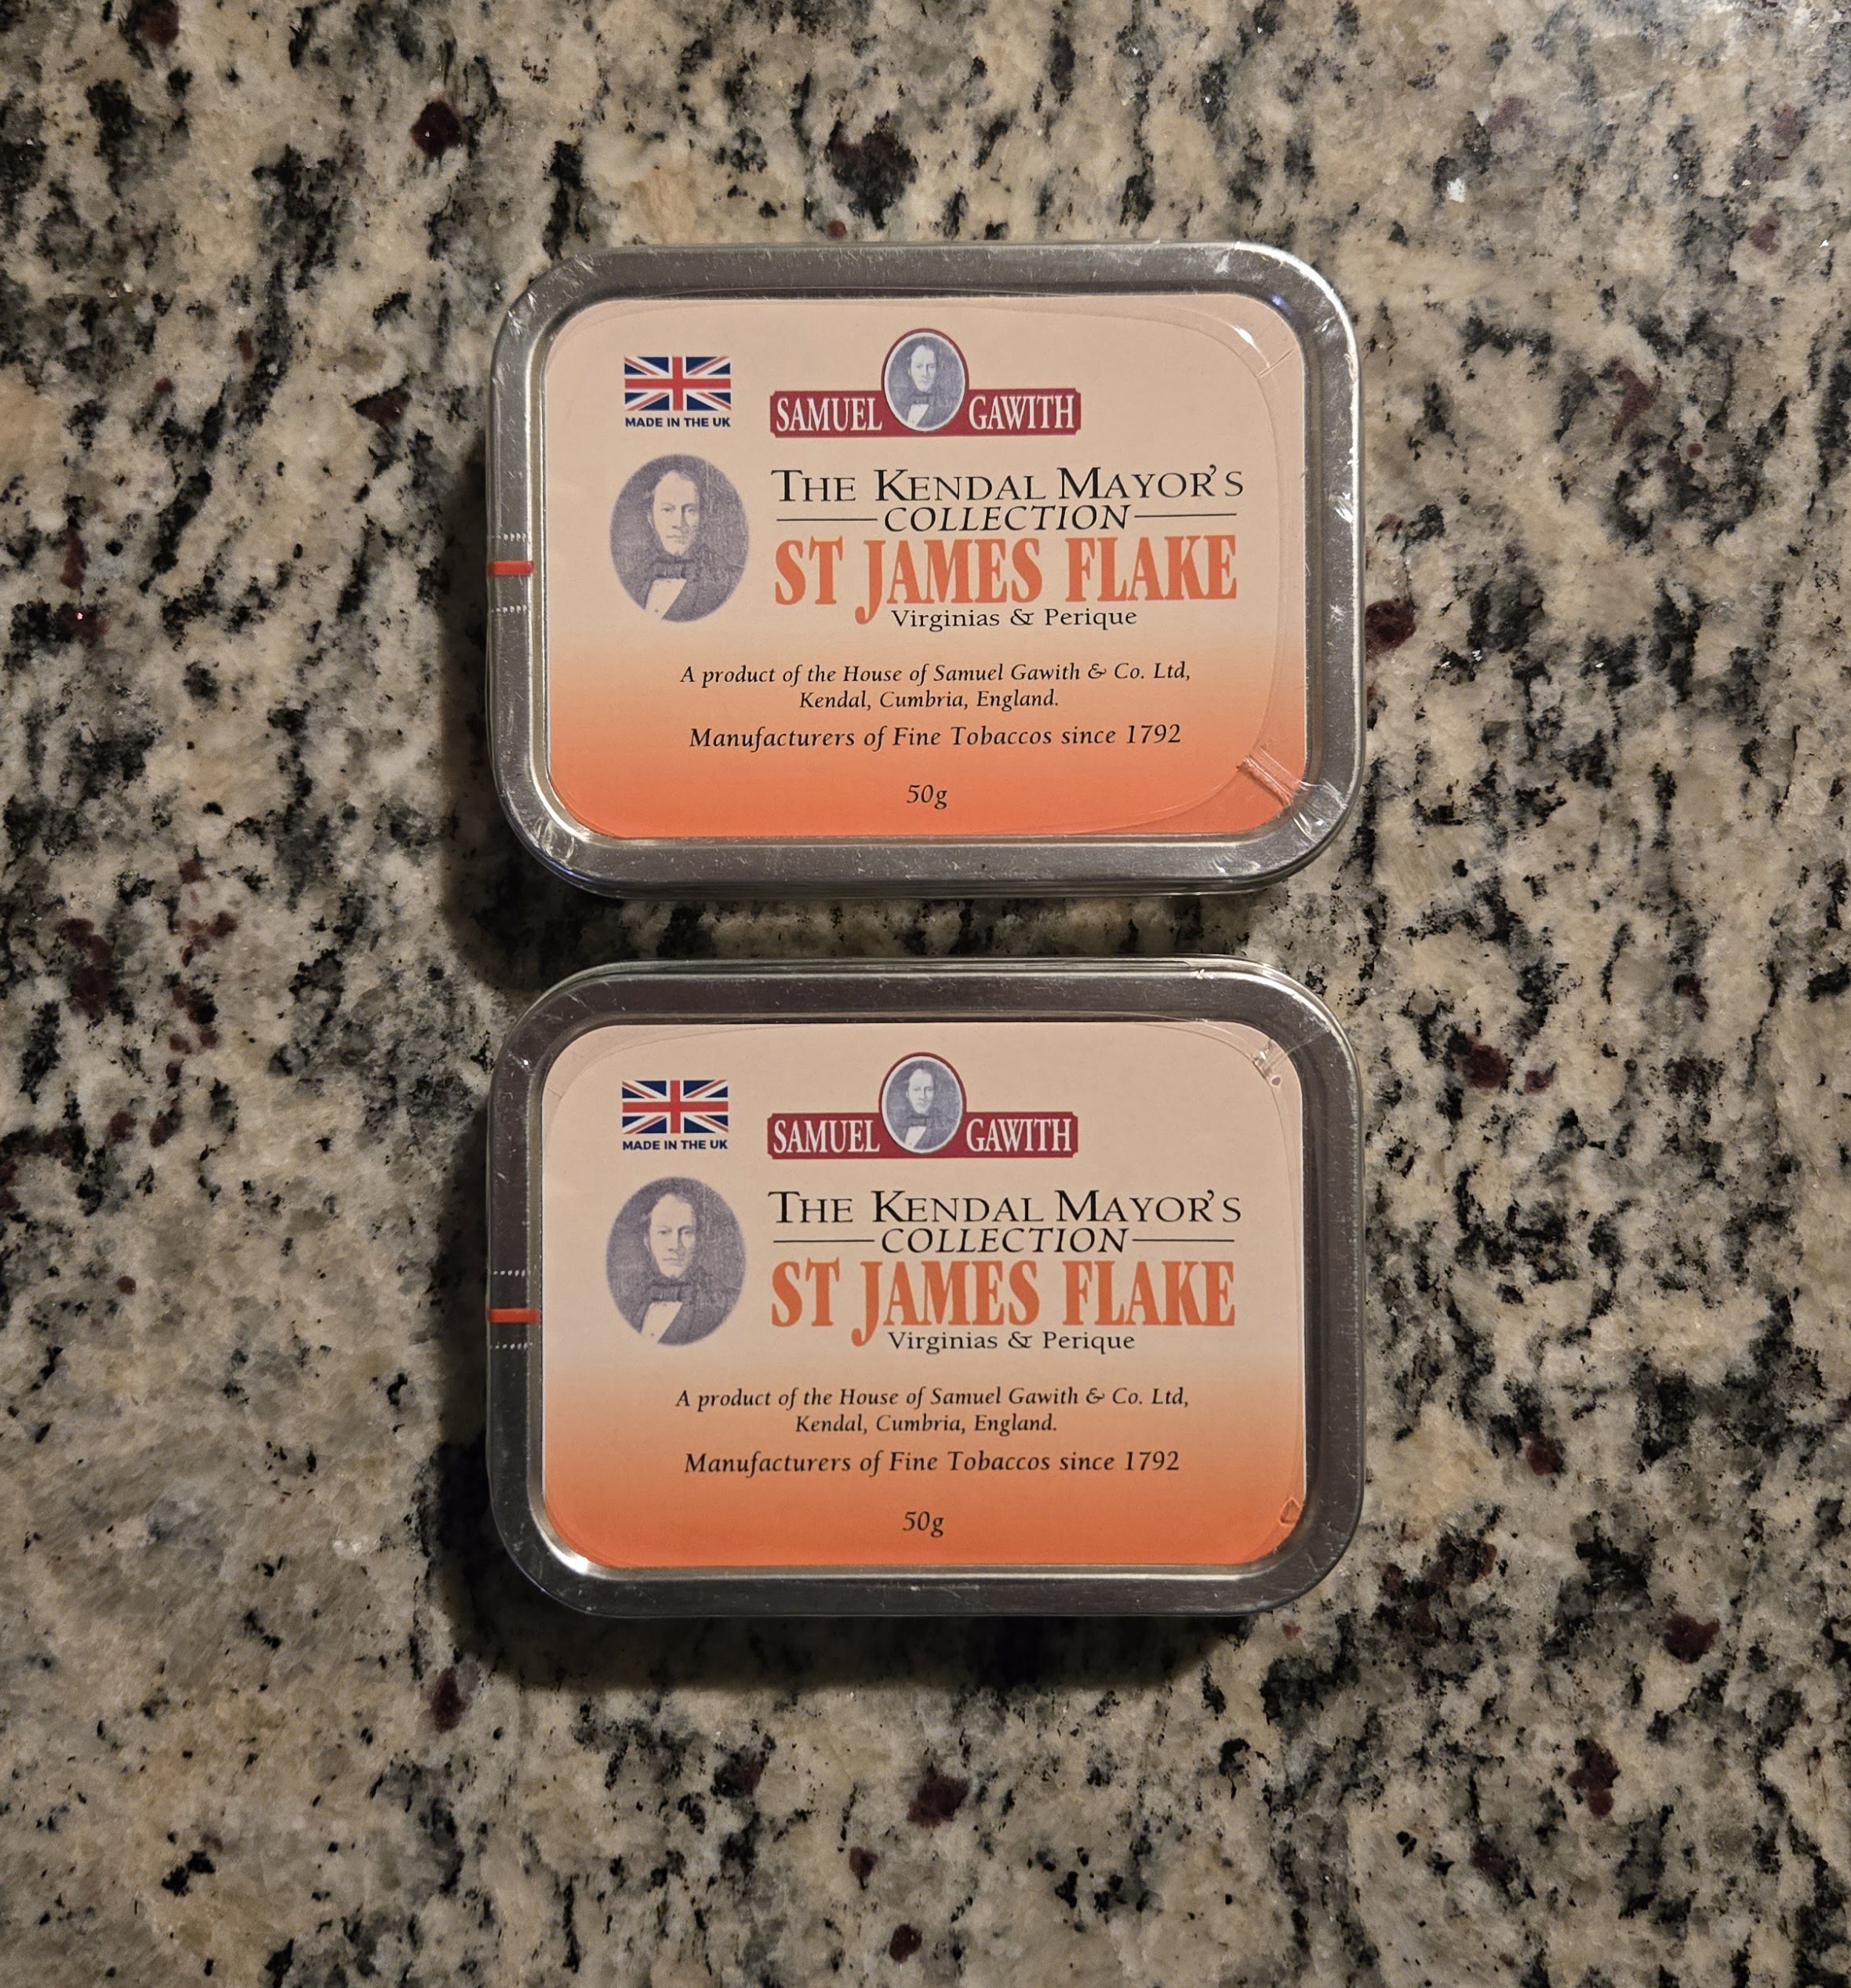 MADE IN THE UK
SAMUEL GAWITH
THE KENDAL MAYOR'S
COLLECTION
ST JAMES FLAKE
Virginias & Perique
A product of the House of Samuel Gawith & Co. Ltd,
Kendal, Cumbria, England.
Manufacturers of Fine Tobaccos since 1792
50g
MADE IN THE UK
SAMUEL GAWITH
THE KENDAL MAYOR'S
COLLECTION
ST JAMES FLAKE
Virginias & Perique
A product of the House of Samuel Gawith & Co. Ltd,
Kendal, Cumbria, England.
Manufacturers of Fine Tobaccos since 1792
50g